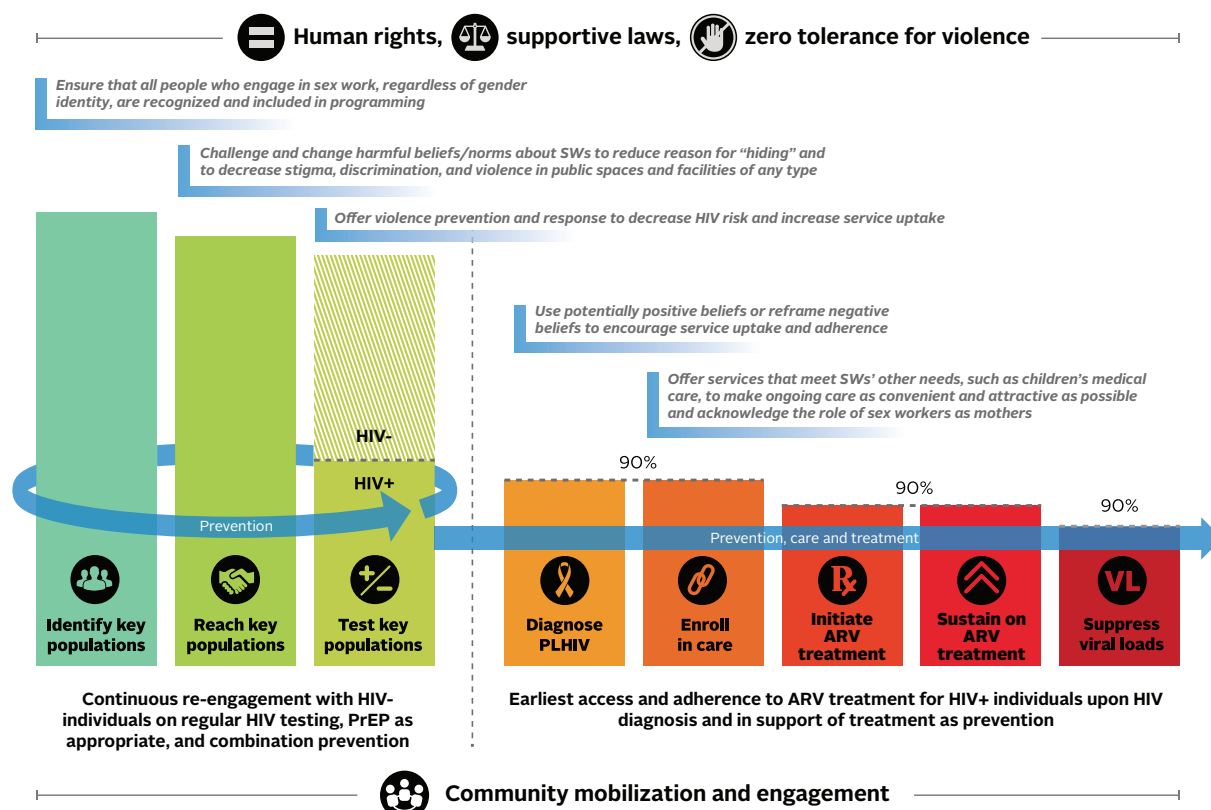 Human rights, supportive laws, zero tolerance for violence
Ensure that all people who engage in sex work, regardless of gender
identity, are recognized and included in programming
Challenge and change harmful beliefs/norms about SWs to reduce reason for “hiding” and
to decrease stigma, discrimination, and violence in public spaces and facilities of any type
Offer violence prevention and response to decrease HIV risk and increase service uptake
Use potentially positive beliefs or reframe negative
beliefs to encourage service uptake and adherence
Offer services that meet SWs’ other needs, such as children’s medical
care, to make ongoing care as convenient and attractive as possible
and acknowledge the role of sex workers as mothers
HIV-
HIV+
90%
90%
90%
Prevention
Prevention, care and treatment
Identify key
populations
Reach key
populations
Test key
populations
Diagnose
PLHIV
Enroll
in care
Rx
Initiate
ARV
treatment
Sustain on
ARV
treatment
VL
Suppress
viral loads
Continuous re-engagement with HIV-
individuals on regular HIV testing, PrEP as
appropriate, and combination prevention
Earliest access and adherence to ARV treatment for HIV+ individuals upon HIV
diagnosis and in support of treatment as prevention
Community mobilization and engagement